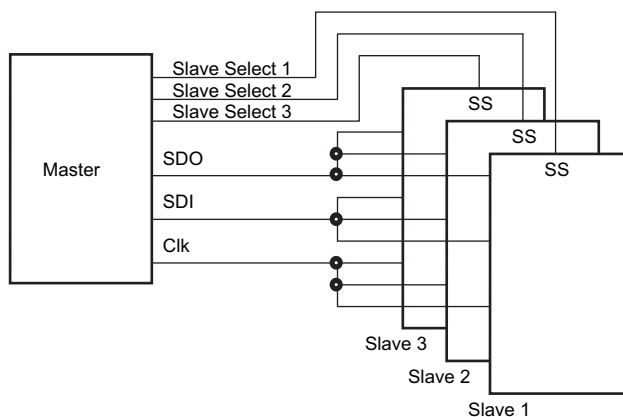 Slave Select 1
Slave Select 2
Slave Select 3
SS
SS
SS
SDO
Master
SDI
Clk
Slave 3
Slave 2
Slave 1